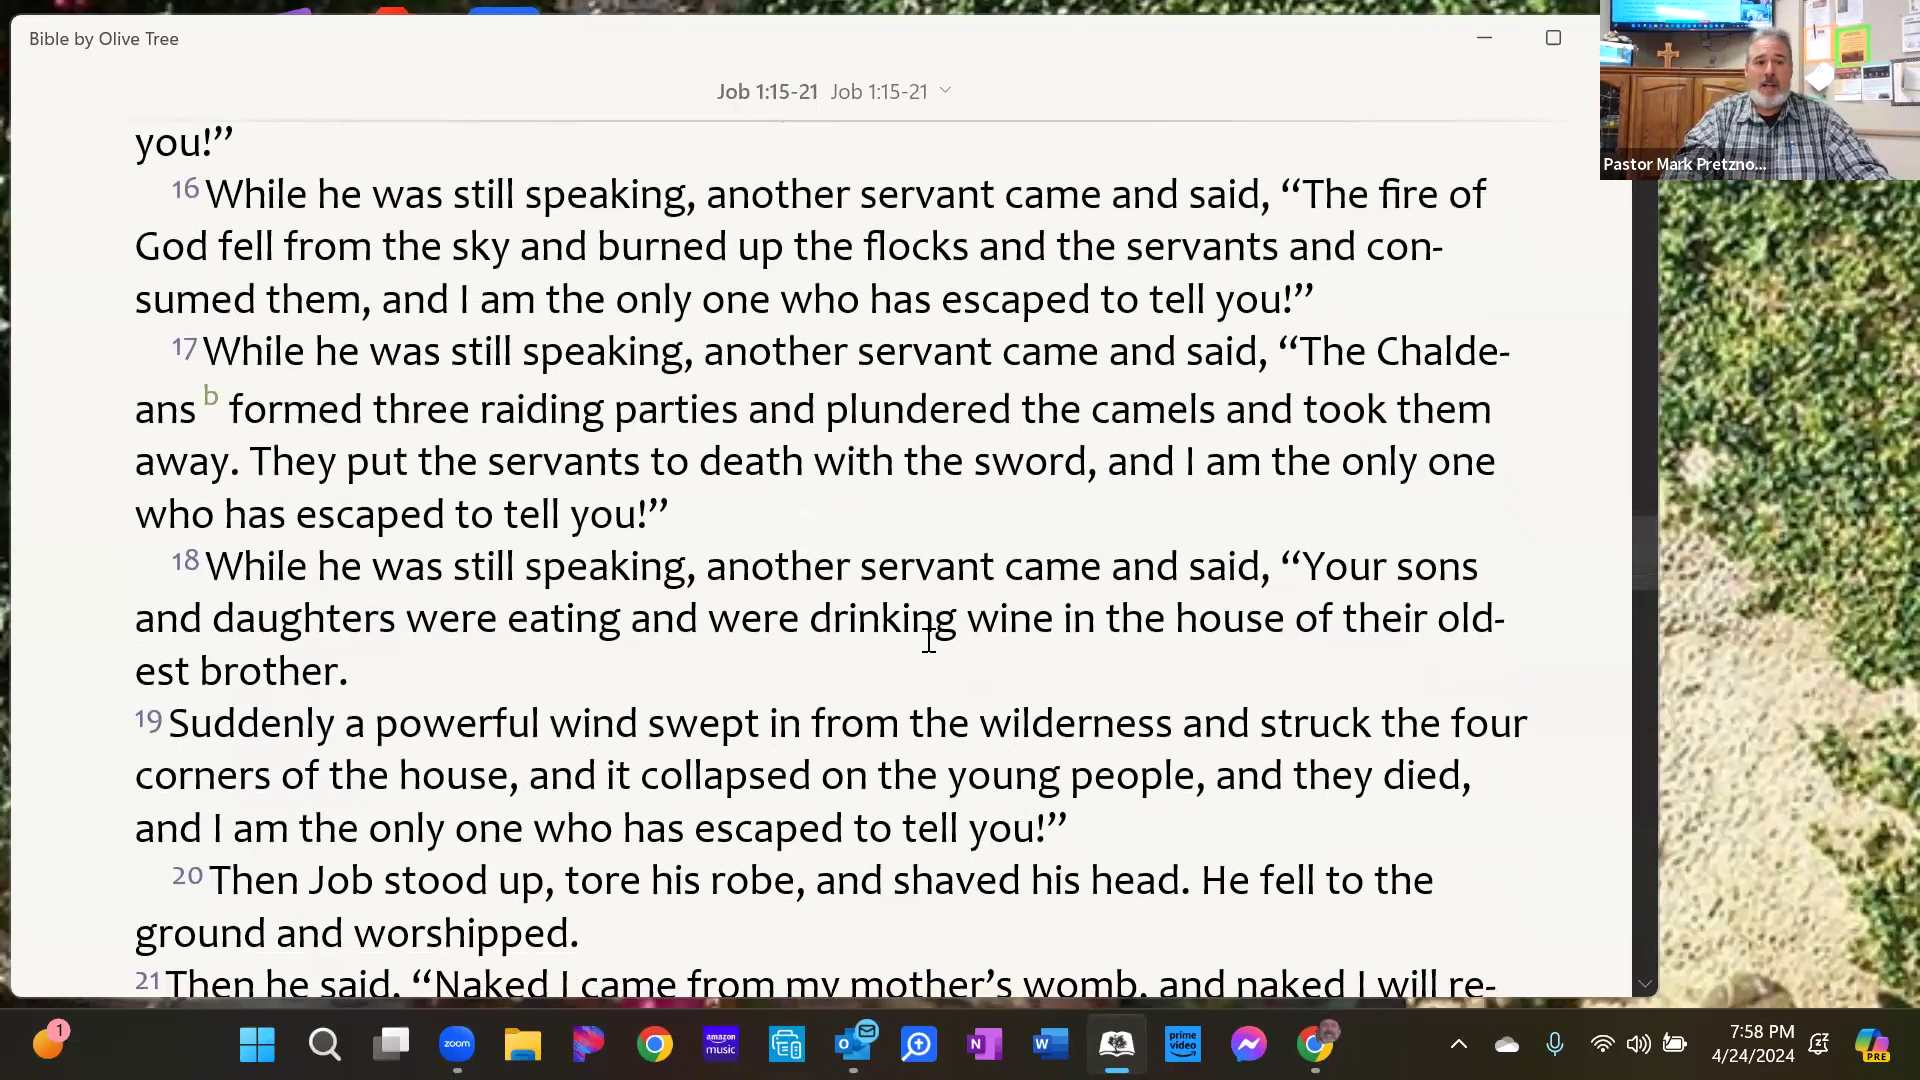 Bible by Olive Tree
Job 1:15-21 Job 1:15-21
you!”
16 While he was still speaking, another servant came and said, “The fire of
God fell from the sky and burned up the flocks and the servants and con-
sumed them, and I am the only one who has escaped to tell you!”
17 While he was still speaking, another servant came and said, “The Chalde-
ans b formed three raiding parties and plundered the camels and took them
away. They put the servants to death with the sword, and I am the only one
who has escaped to tell you!”
18 While he was still speaking, another servant came and said, “Your sons
and daughters were eating and were drinking wine in the house of their old-
est brother.
19 Suddenly a powerful wind swept in from the wilderness and struck the four
corners of the house, and it collapsed on the young people, and they died,
and I am the only one who has escaped to tell you!”
20 Then Job stood up, tore his robe, and shaved his head. He fell to the
ground and worshipped.
21 Then he said, “Naked I came from my mother’s womb, and naked I will re-
Pastor Mark Pretzno...
1
zoom
amazon
music
prime
video
PRE
7:58 PM
4/24/2024